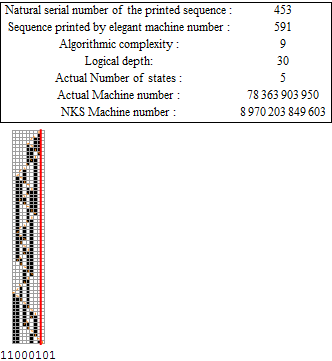 Natural serial number of the printed sequence : 453
Sequence printed by elegant machine number : 591
Algorithmic complexity : 9
Logical depth: 30
Actual Number of states : 5
Actual Machine number : 78 363 903 950
NKS Machine number : 8 970 203 849 603
11000101